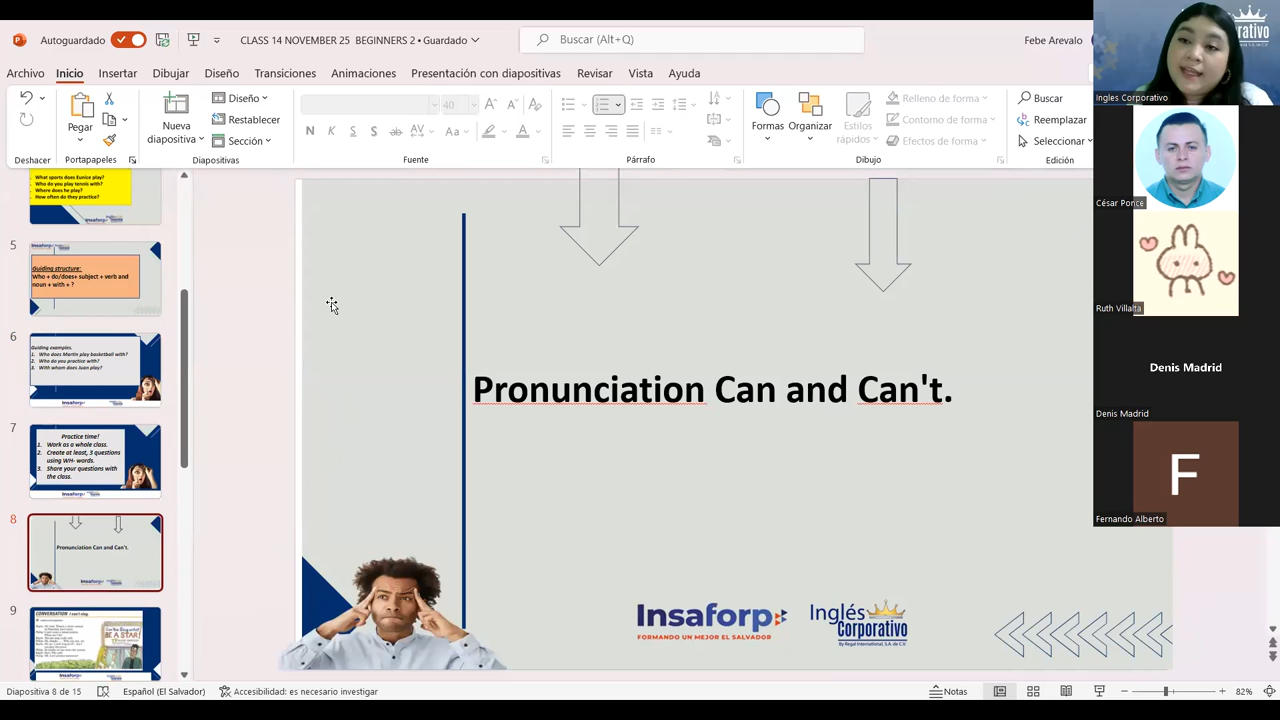 Autoguardado
CLASS 14 NOVEMBER 25 BEGINNERS 2 • Guardado
Buscar (Alt+Q)
Febe Arevalo
Archivo Inicio Insertar Dibujar Diseño Transiciones Animaciones Presentación con diapositivas Revisar Vista Ayuda
Pegar
Nueva diapositiva
Diseño
Restablecer
Sección
40
Formas
Organizar
Estilos rápidos
Relleno de forma
Contorno de forma
Efectos de forma
Buscar
Reemplazar
Seleccionar
Deshacer Portapapeles Diapositivas Fuente Párrafo Dibujo Edición
What sports does Eunice play?
Who do you play tennis with?
Where does he play?
How often do they practice?
5
Guiding structure:
Who + do/does+ subject + verb and
noun + with + ?
6
Guiding examples.
1. Who does Martin play basketball with?
2. Who do you practice with?
3. With whom does Juan play?
7
Practice time!
1. Work as a whole class.
2. Create at least, 3 questions
using WH- words.
3. Share your questions with
the class.
8
Pronunciation Can and Can't.
9
CONVERSATION I can't sing.
BE A STAR!
Pronunciation Can and Can't.
Insaforp
FORMANDO UN MEJOR EL SALVADOR
Inglés
Corporativo
By Regal International, S.A. de C.V.
Ingles Corporativo
César Ponce
Ruth Villalta
Denis Madrid
Denis Madrid
F
Fernando Alberto
Diapositiva 8 de 15
Español (El Salvador)
Accesibilidad: es necesario investigar
Notas
82%